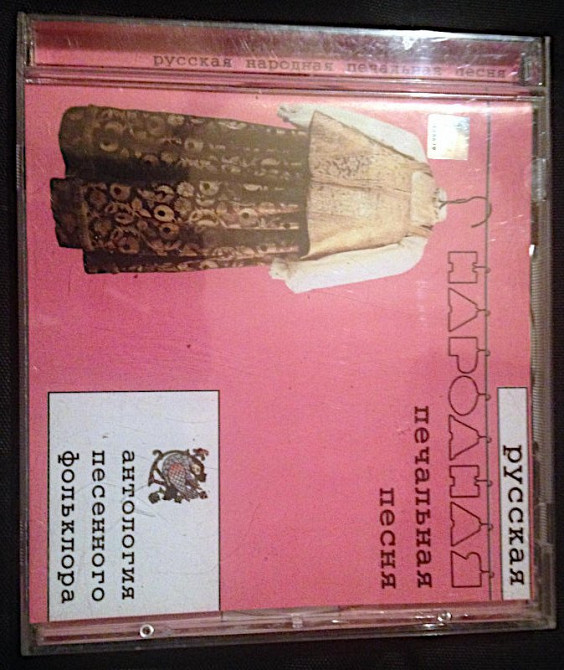 русская народная печальная песня
русская
НАРОДНАЯ
печальная
песня
антология
песенного
фольклора